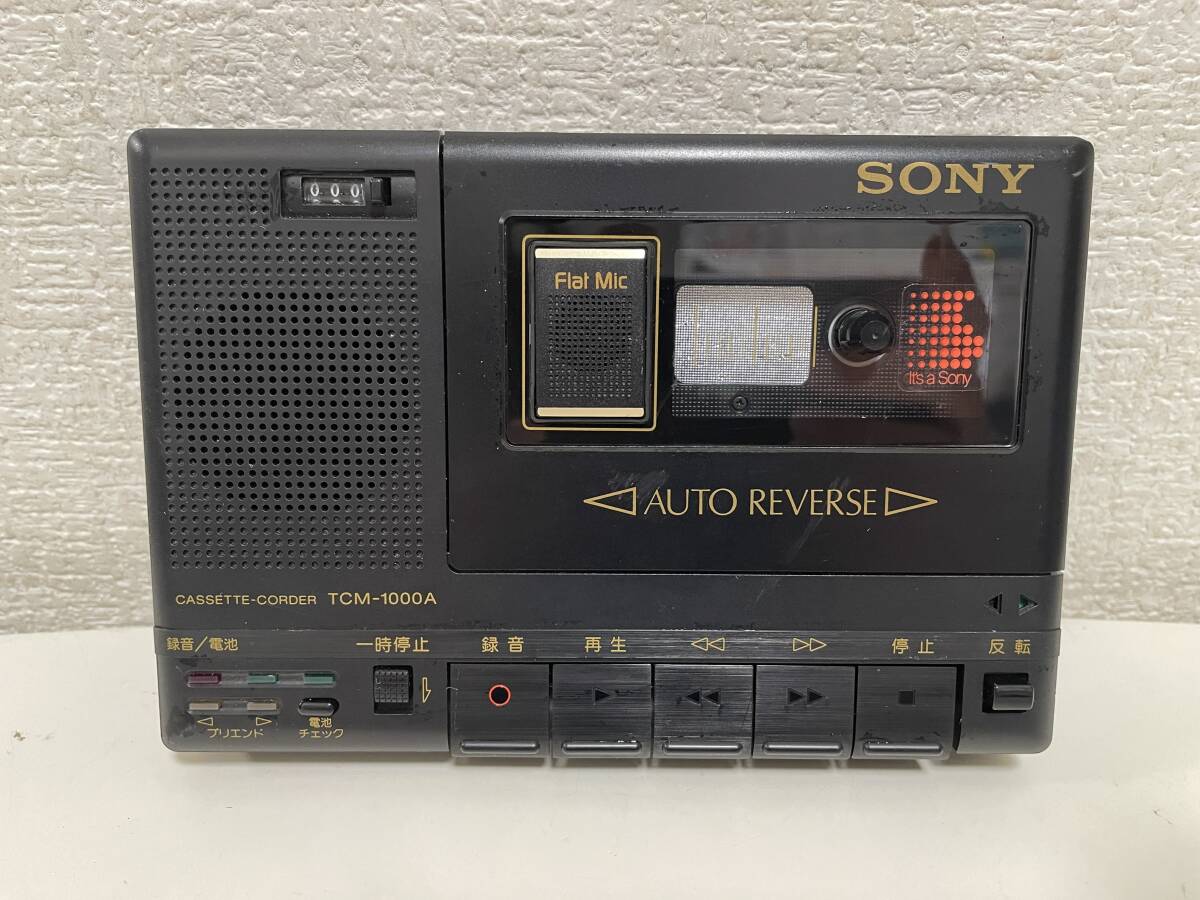 000
SONY
Flat Mic
It's a Sony
◁ AUTO REVERSE ▷
CASSETTE-CORDER TCM-1000A
録音/電池
一時停止
録音
再生
◁◁
▷▷
停止
反転
◁ ▷
プリエンド
電池
チェック